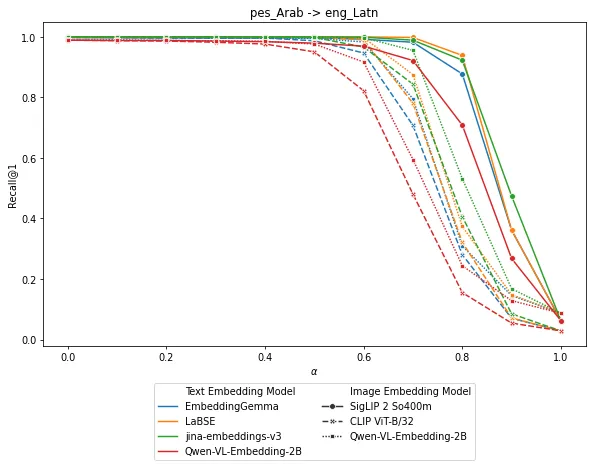 pes_Arab -> eng_Latn
1.0
0.8
0.6
0.4
0.2
0.0
Recall@1
0.0 0.2 0.4 0.6 0.8 1.0
α
Text Embedding Model Image Embedding Model
EmbeddingGemma SigLIP 2 So400m
LaBSE CLIP ViT-B/32
jina-embeddings-v3 Qwen-VL-Embedding-2B
Qwen-VL-Embedding-2B